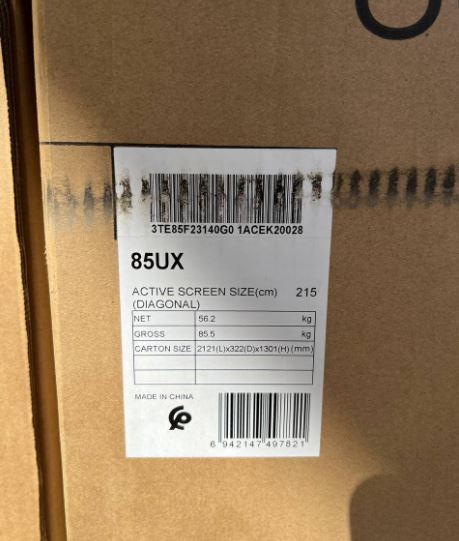 3TE85F23140G0 1ACEK20028
85UX
ACTIVE SCREEN SIZE(cm) 215
(DIAGONAL)
NET 56.2 kg
GROSS 85.5 kg
CARTON SIZE 2121(L)x322(D)x1301(H)(mm)
MADE IN CHINA
6 942147 497821